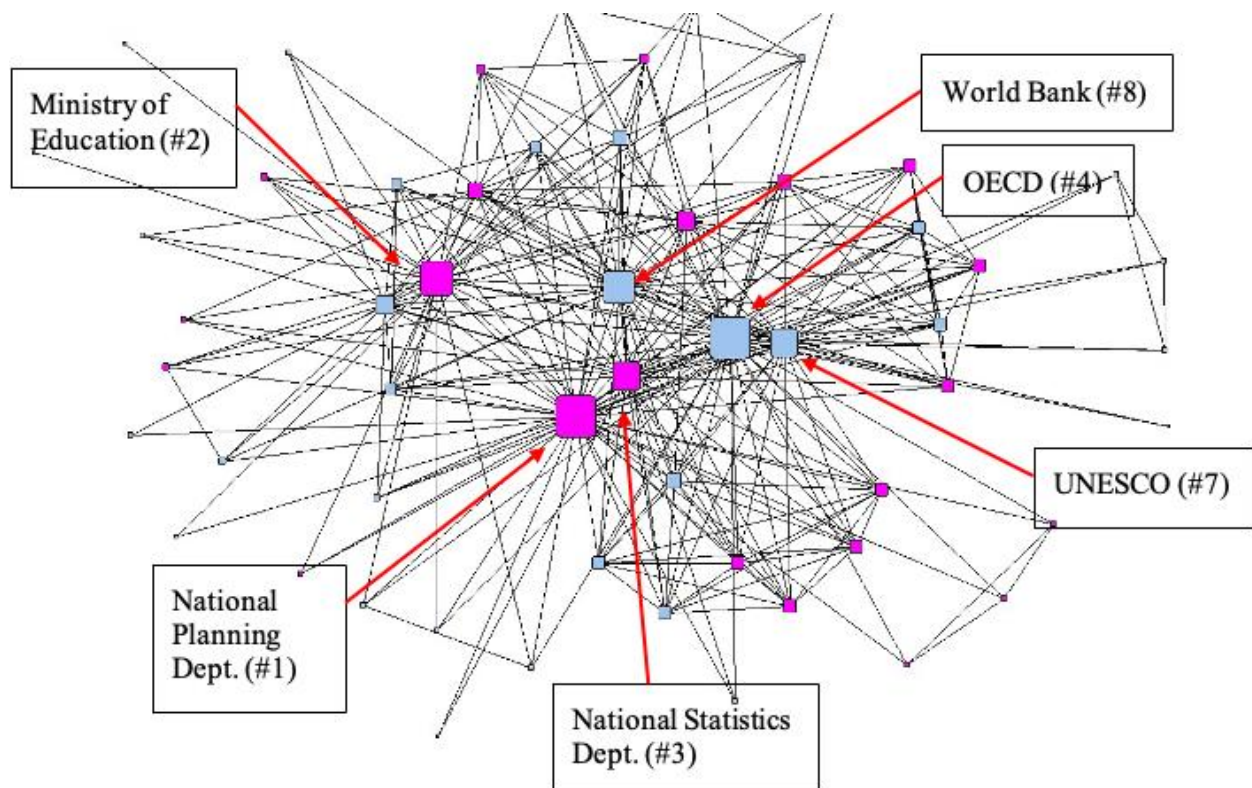 Ministry of
Education (#2)
World Bank (#8)
OECD (#4)
UNESCO (#7)
National
Planning
Dept. (#1)
National Statistics
Dept. (#3)